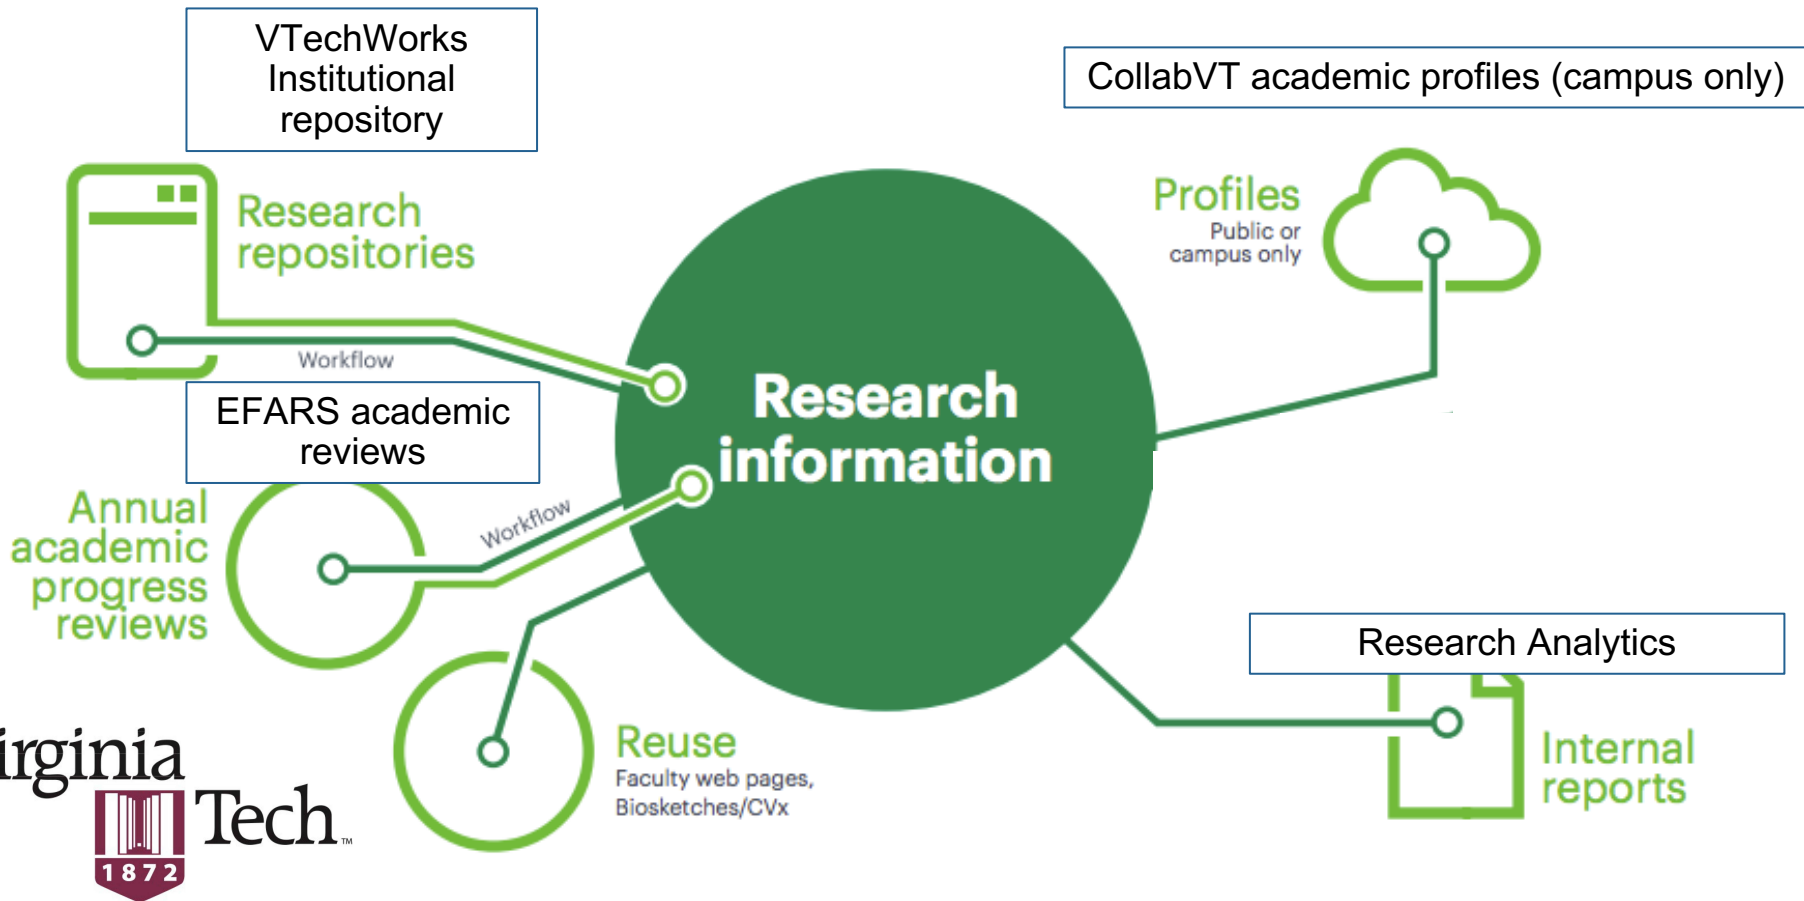 VTechWorks
Institutional
repository
CollabVT academic profiles (campus only)
Research
repositories
Workflow
Profiles
Public or
campus only
EFARS academic
reviews
Research
information
Annual
academic
progress
reviews
Workflow
Research Analytics
Reuse
Faculty web pages,
Biosketches/CVx
Internal
reports
irginia
Tech™
1872